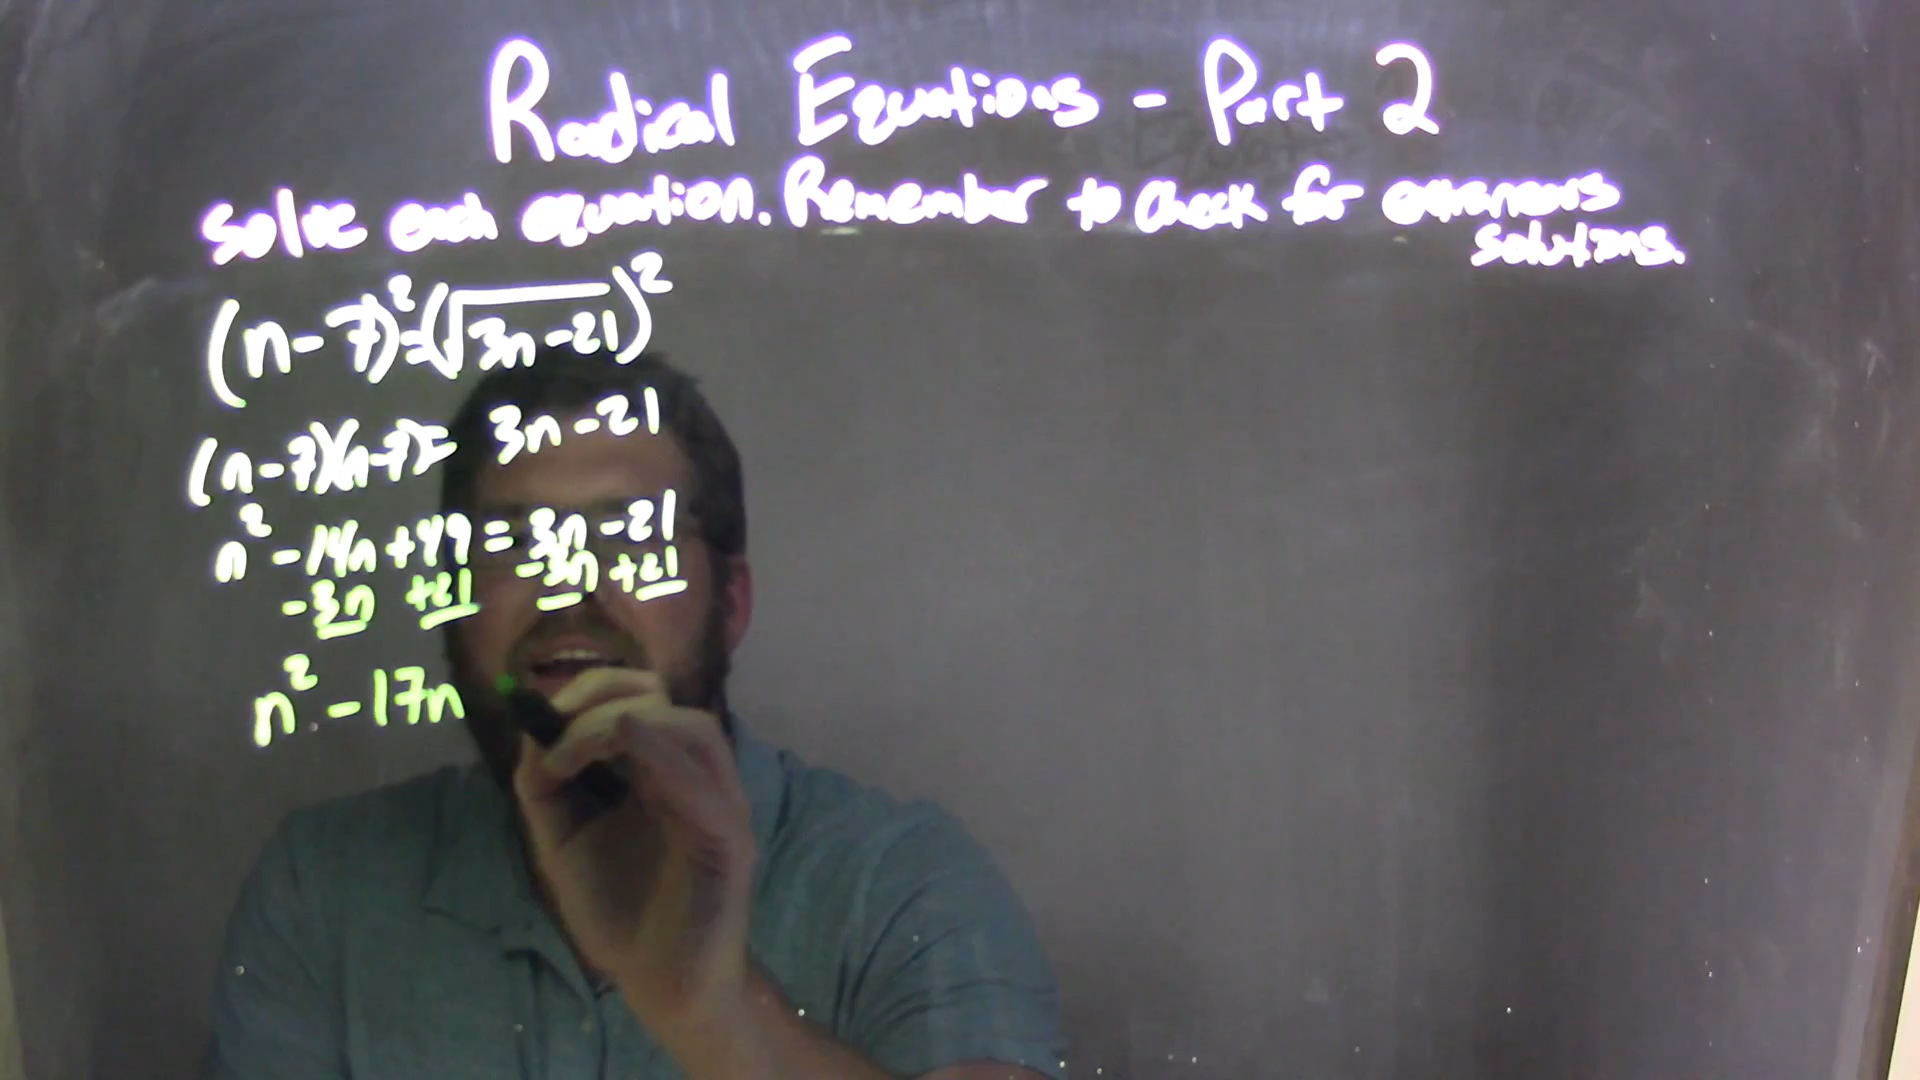 Radical Equations - Part 2
Solve each equation. Remember to check for extraneous
solutions.
(n-7)²=(√3n-21)²
(n-7)(n-7)= 3n-21
n²-14n+49=3n-21
-3n +21 -3n +21
n²-17n